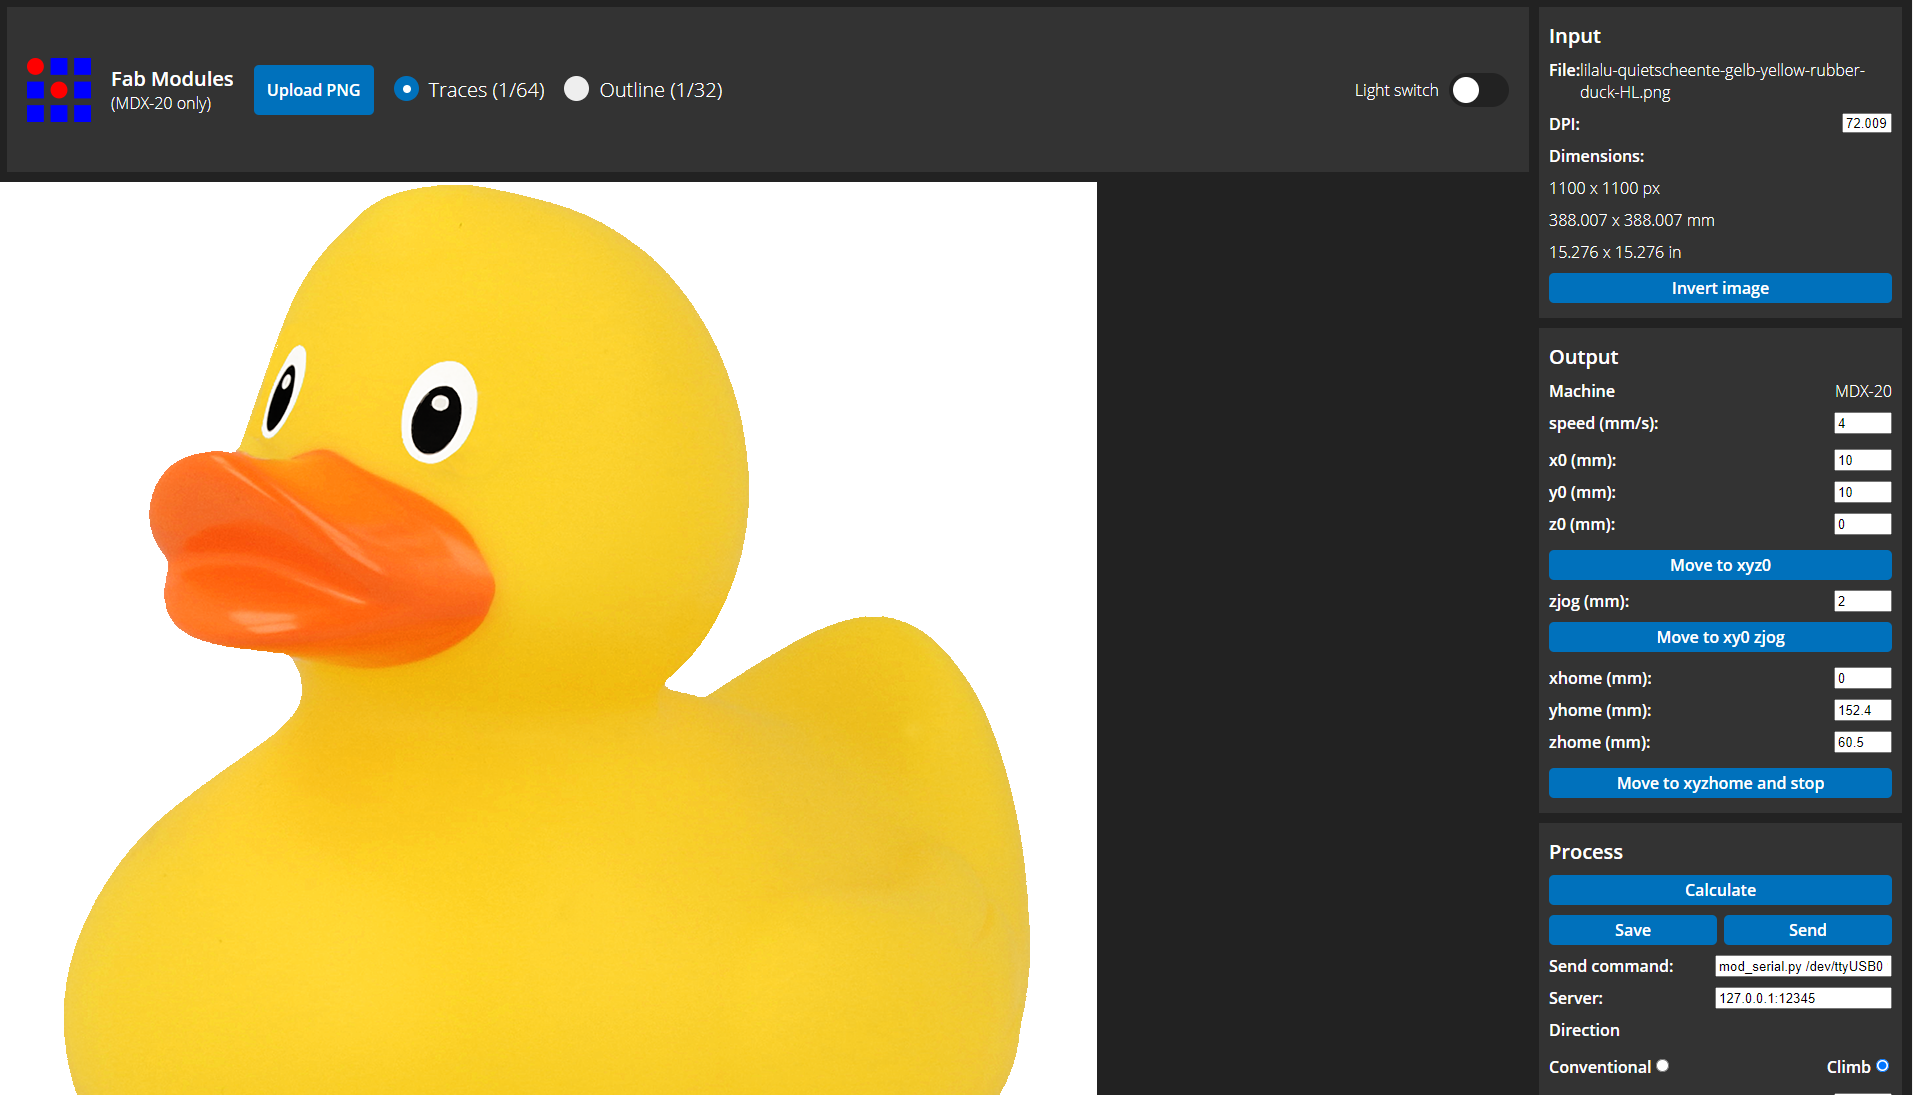 Fab Modules
(MDX-20 only)
Upload PNG
Traces (1/64)
Outline (1/32)
Light switch
Input
File:lilalu-quietscheente-gelb-yellow-rubber-
duck-HL.png
DPI: 72.009
Dimensions:
1100 x 1100 px
388.007 x 388.007 mm
15.276 x 15.276 in
Invert image
Output
Machine MDX-20
speed (mm/s): 4
x0 (mm): 10
y0 (mm): 10
z0 (mm): 0
Move to xyz0
zjog (mm): 2
Move to xy0 zjog
xhome (mm): 0
yhome (mm): 152.4
zhome (mm): 60.5
Move to xyzhome and stop
Process
Calculate
Save Send
Send command: mod_serial.py /dev/ttyUSB0
Server: 127.0.0.1:12345
Direction
Conventional Climb